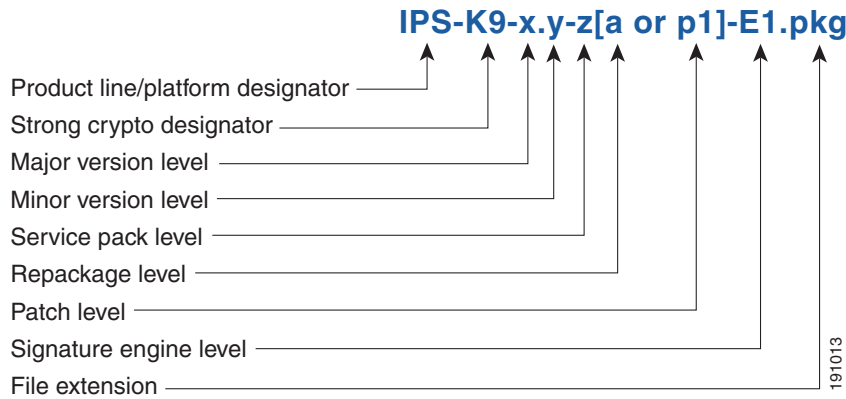 IPS-K9-x.y-z[a or p1]-E1.pkg
Product line/platform designator
Strong crypto designator
Major version level
Minor version level
Service pack level
Repackage level
Patch level
Signature engine level
File extension
191013